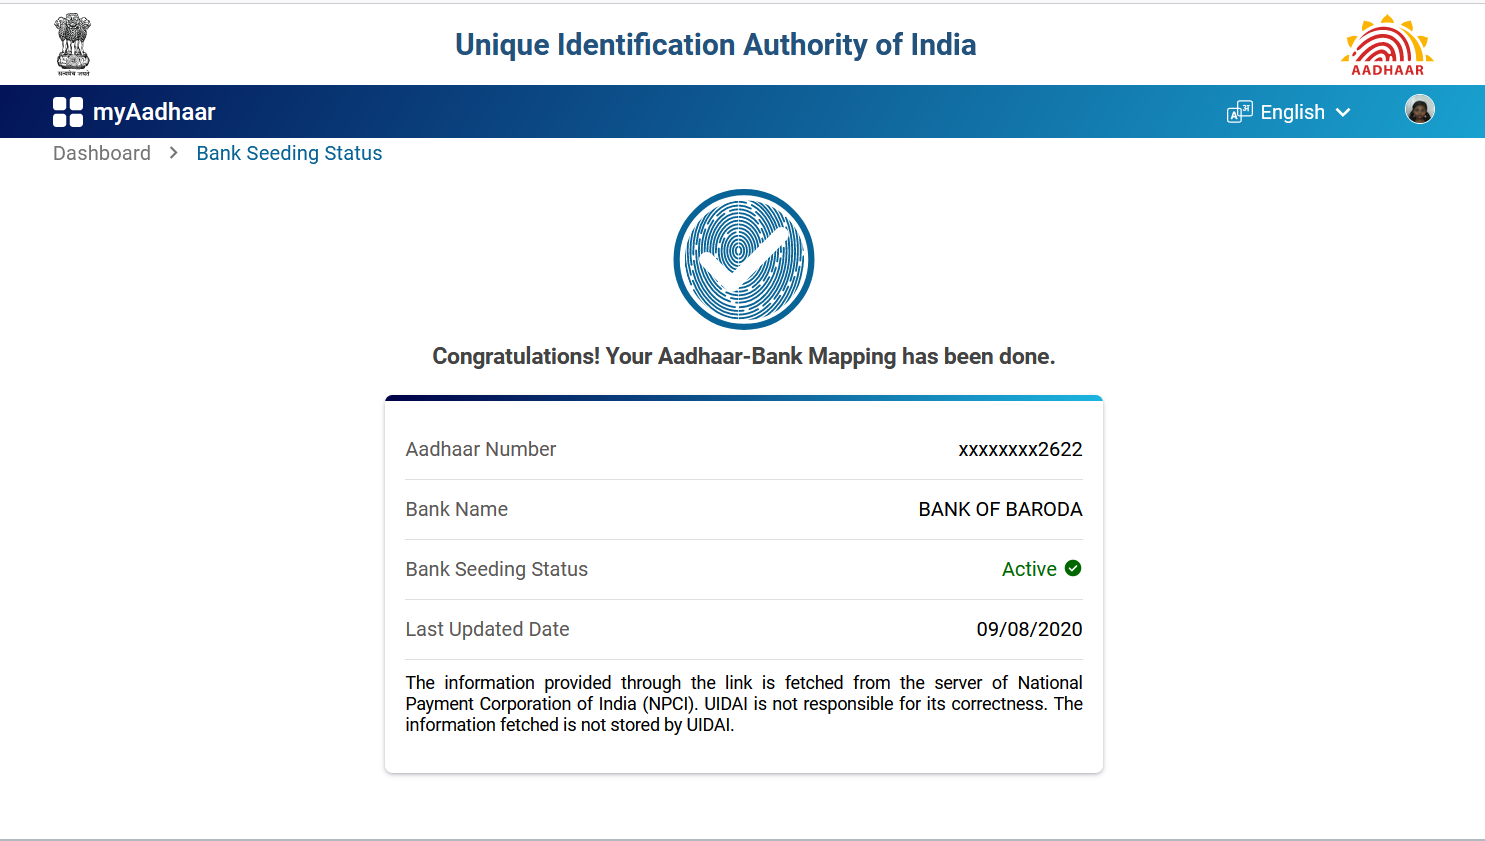 सत्यमेव जयते
Unique Identification Authority of India
AADHAAR
myAadhaar
English
Dashboard > Bank Seeding Status
Congratulations! Your Aadhaar-Bank Mapping has been done.
Aadhaar Number xxxxxxxx2622
Bank Name BANK OF BARODA
Bank Seeding Status Active
Last Updated Date 09/08/2020
The information provided through the link is fetched from the server of National
Payment Corporation of India (NPCI). UIDAI is not responsible for its correctness. The
information fetched is not stored by UIDAI.